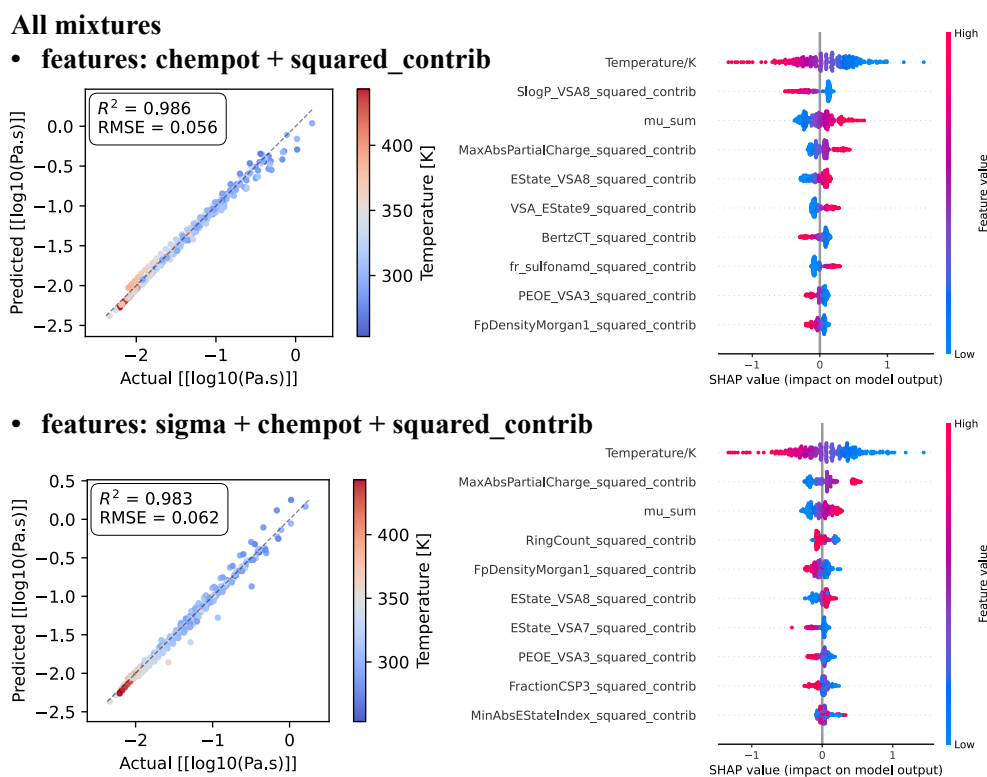 All mixtures
• features: chempot + squared_contrib
R² = 0.986
RMSE = 0.056
0.0
−0.5
−1.0
−1.5
−2.0
−2.5
Predicted [[log10(Pa.s)]]
−2
−1
0
Actual [[log10(Pa.s)]]
400
350
300
Temperature [K]
Temperature/K
SlogP_VSA8_squared_contrib
mu_sum
MaxAbsPartialCharge_squared_contrib
EState_VSA8_squared_contrib
VSA_EState9_squared_contrib
BertzCT_squared_contrib
fr_sulfonamd_squared_contrib
PEOE_VSA3_squared_contrib
FpDensityMorgan1_squared_contrib
−1
0
1
SHAP value (impact on model output)
High
Low
Feature value
• features: sigma + chempot + squared_contrib
R² = 0.983
RMSE = 0.062
0.5
0.0
−0.5
−1.0
−1.5
−2.0
−2.5
Predicted [[log10(Pa.s)]]
−2
−1
0
Actual [[log10(Pa.s)]]
400
350
300
Temperature [K]
Temperature/K
MaxAbsPartialCharge_squared_contrib
mu_sum
RingCount_squared_contrib
FpDensityMorgan1_squared_contrib
EState_VSA8_squared_contrib
EState_VSA7_squared_contrib
PEOE_VSA3_squared_contrib
FractionCSP3_squared_contrib
MinAbsEStateIndex_squared_contrib
−1
0
1
SHAP value (impact on model output)
High
Low
Feature value